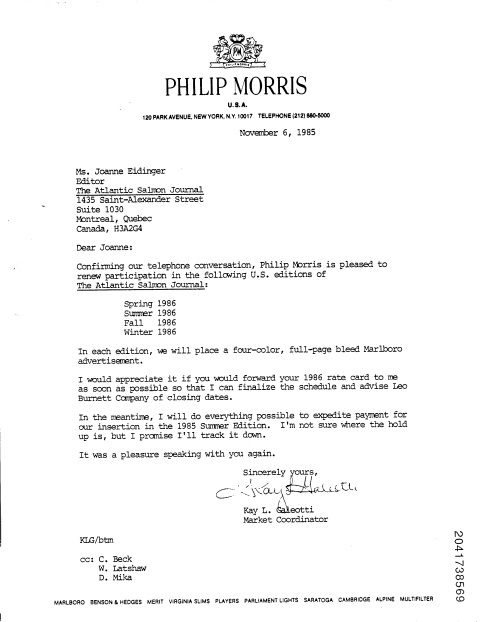 PM
PHILIP MORRIS
U.S.A.
120 PARK AVENUE, NEW YORK, N.Y. 10017 TELEPHONE (212) 880-5000
November 6, 1985
Ms. Joanne Eidinger
Editor
The Atlantic Salmon Journal
1435 Saint-Alexander Street
Suite 1030
Montreal, Quebec
Canada, H3A2G4
Dear Joanne:
Confirming our telephone conversation, Philip Morris is pleased to
renew participation in the following U.S. editions of
The Atlantic Salmon Journal:
Spring 1986
Summer 1986
Fall 1986
Winter 1986
In each edition, we will place a four-color, full-page bleed Marlboro
advertisement.
I would appreciate it if you would forward your 1986 rate card to me
as soon as possible so that I can finalize the schedule and advise Leo
Burnett Company of closing dates.
In the meantime, I will do everything possible to expedite payment for
our insertion in the 1985 Summer Edition. I'm not sure where the hold
up is, but I promise I'll track it down.
It was a pleasure speaking with you again.
Sincerely yours,
Kay Galeotti
Kay L. Galeotti
Market Coordinator
KLG/btm
cc: C. Beck
W. Latshaw
D. Mika
2041738569
MARLBORO BENSON & HEDGES MERIT VIRGINIA SLIMS PLAYERS PARLIAMENT LIGHTS SARATOGA CAMBRIDGE ALPINE MULTIFILTER